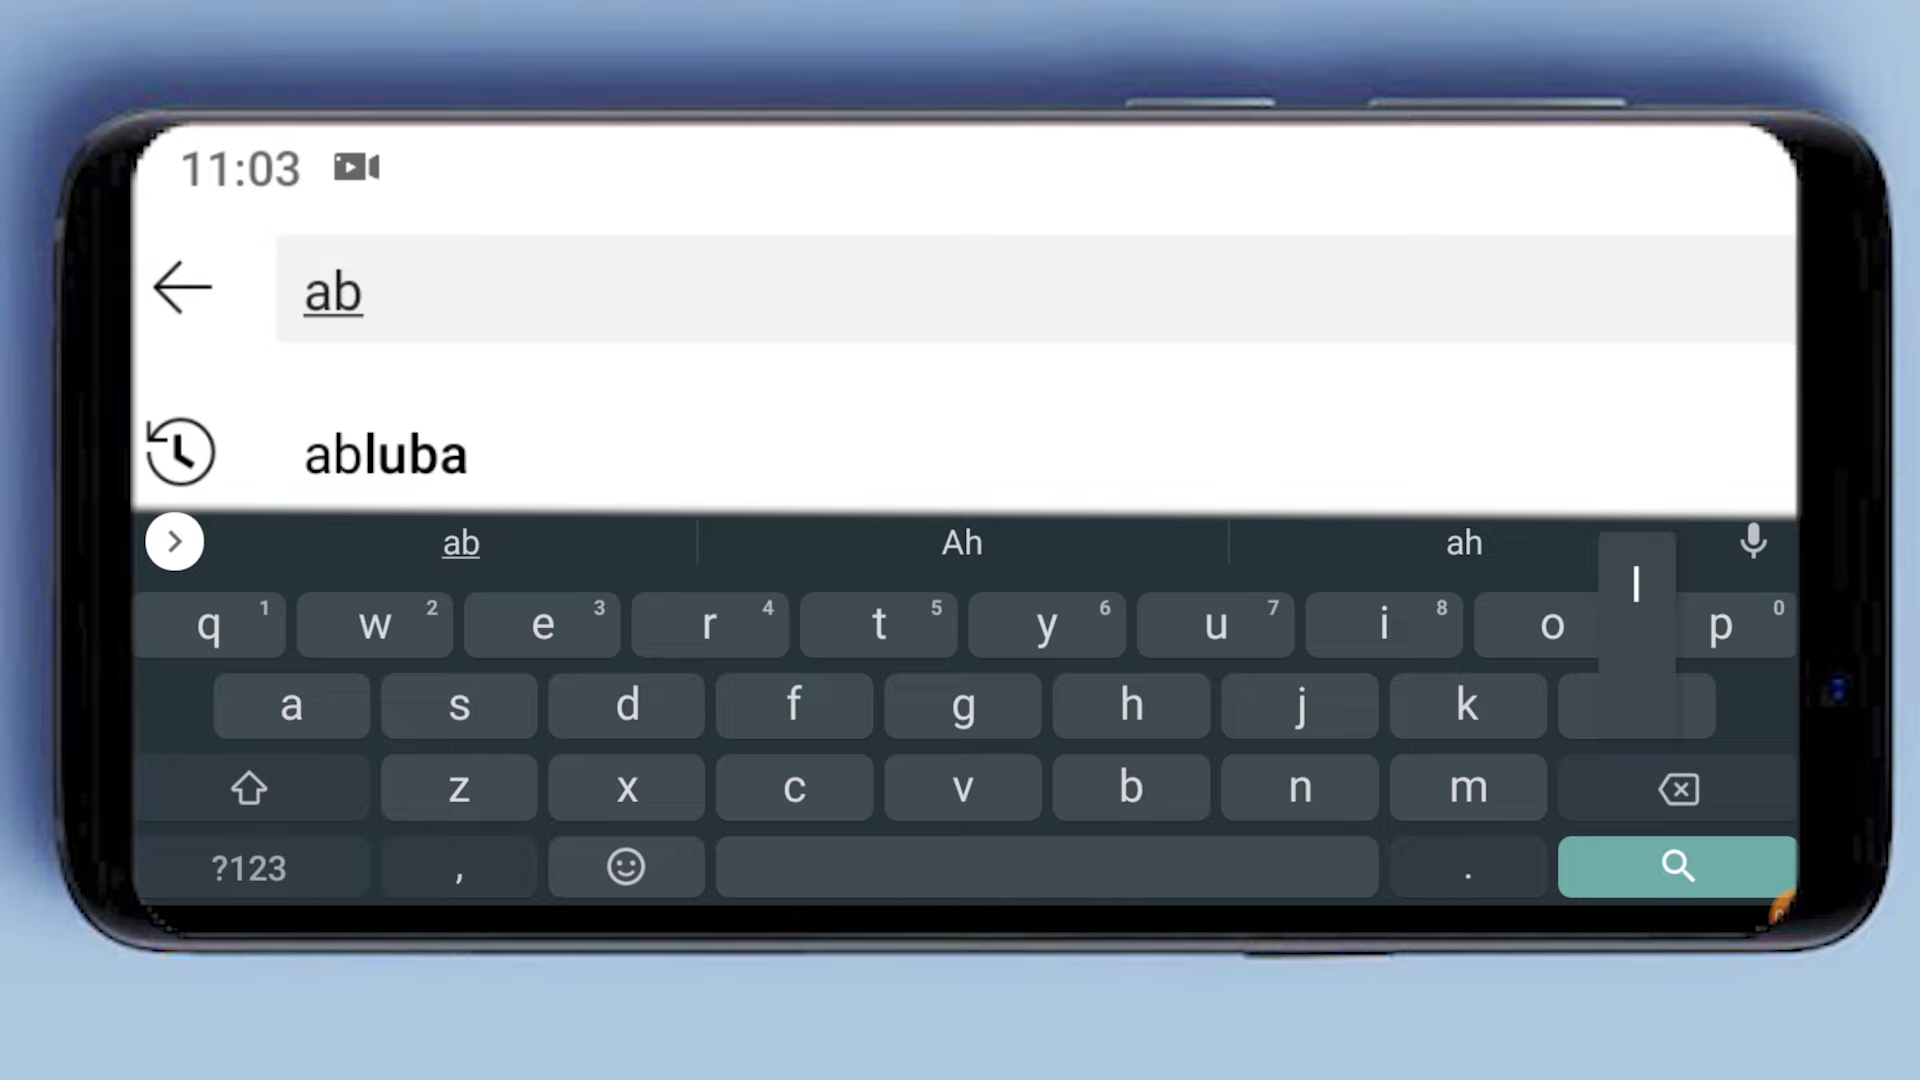 11:03
ab
abluba
ab Ah ah
l
q 1 w 2 e 3 r 4 t 5 y 6 u 7 i 8 o p 0
a s d f g h j k
z x c v b n m
?123 , .